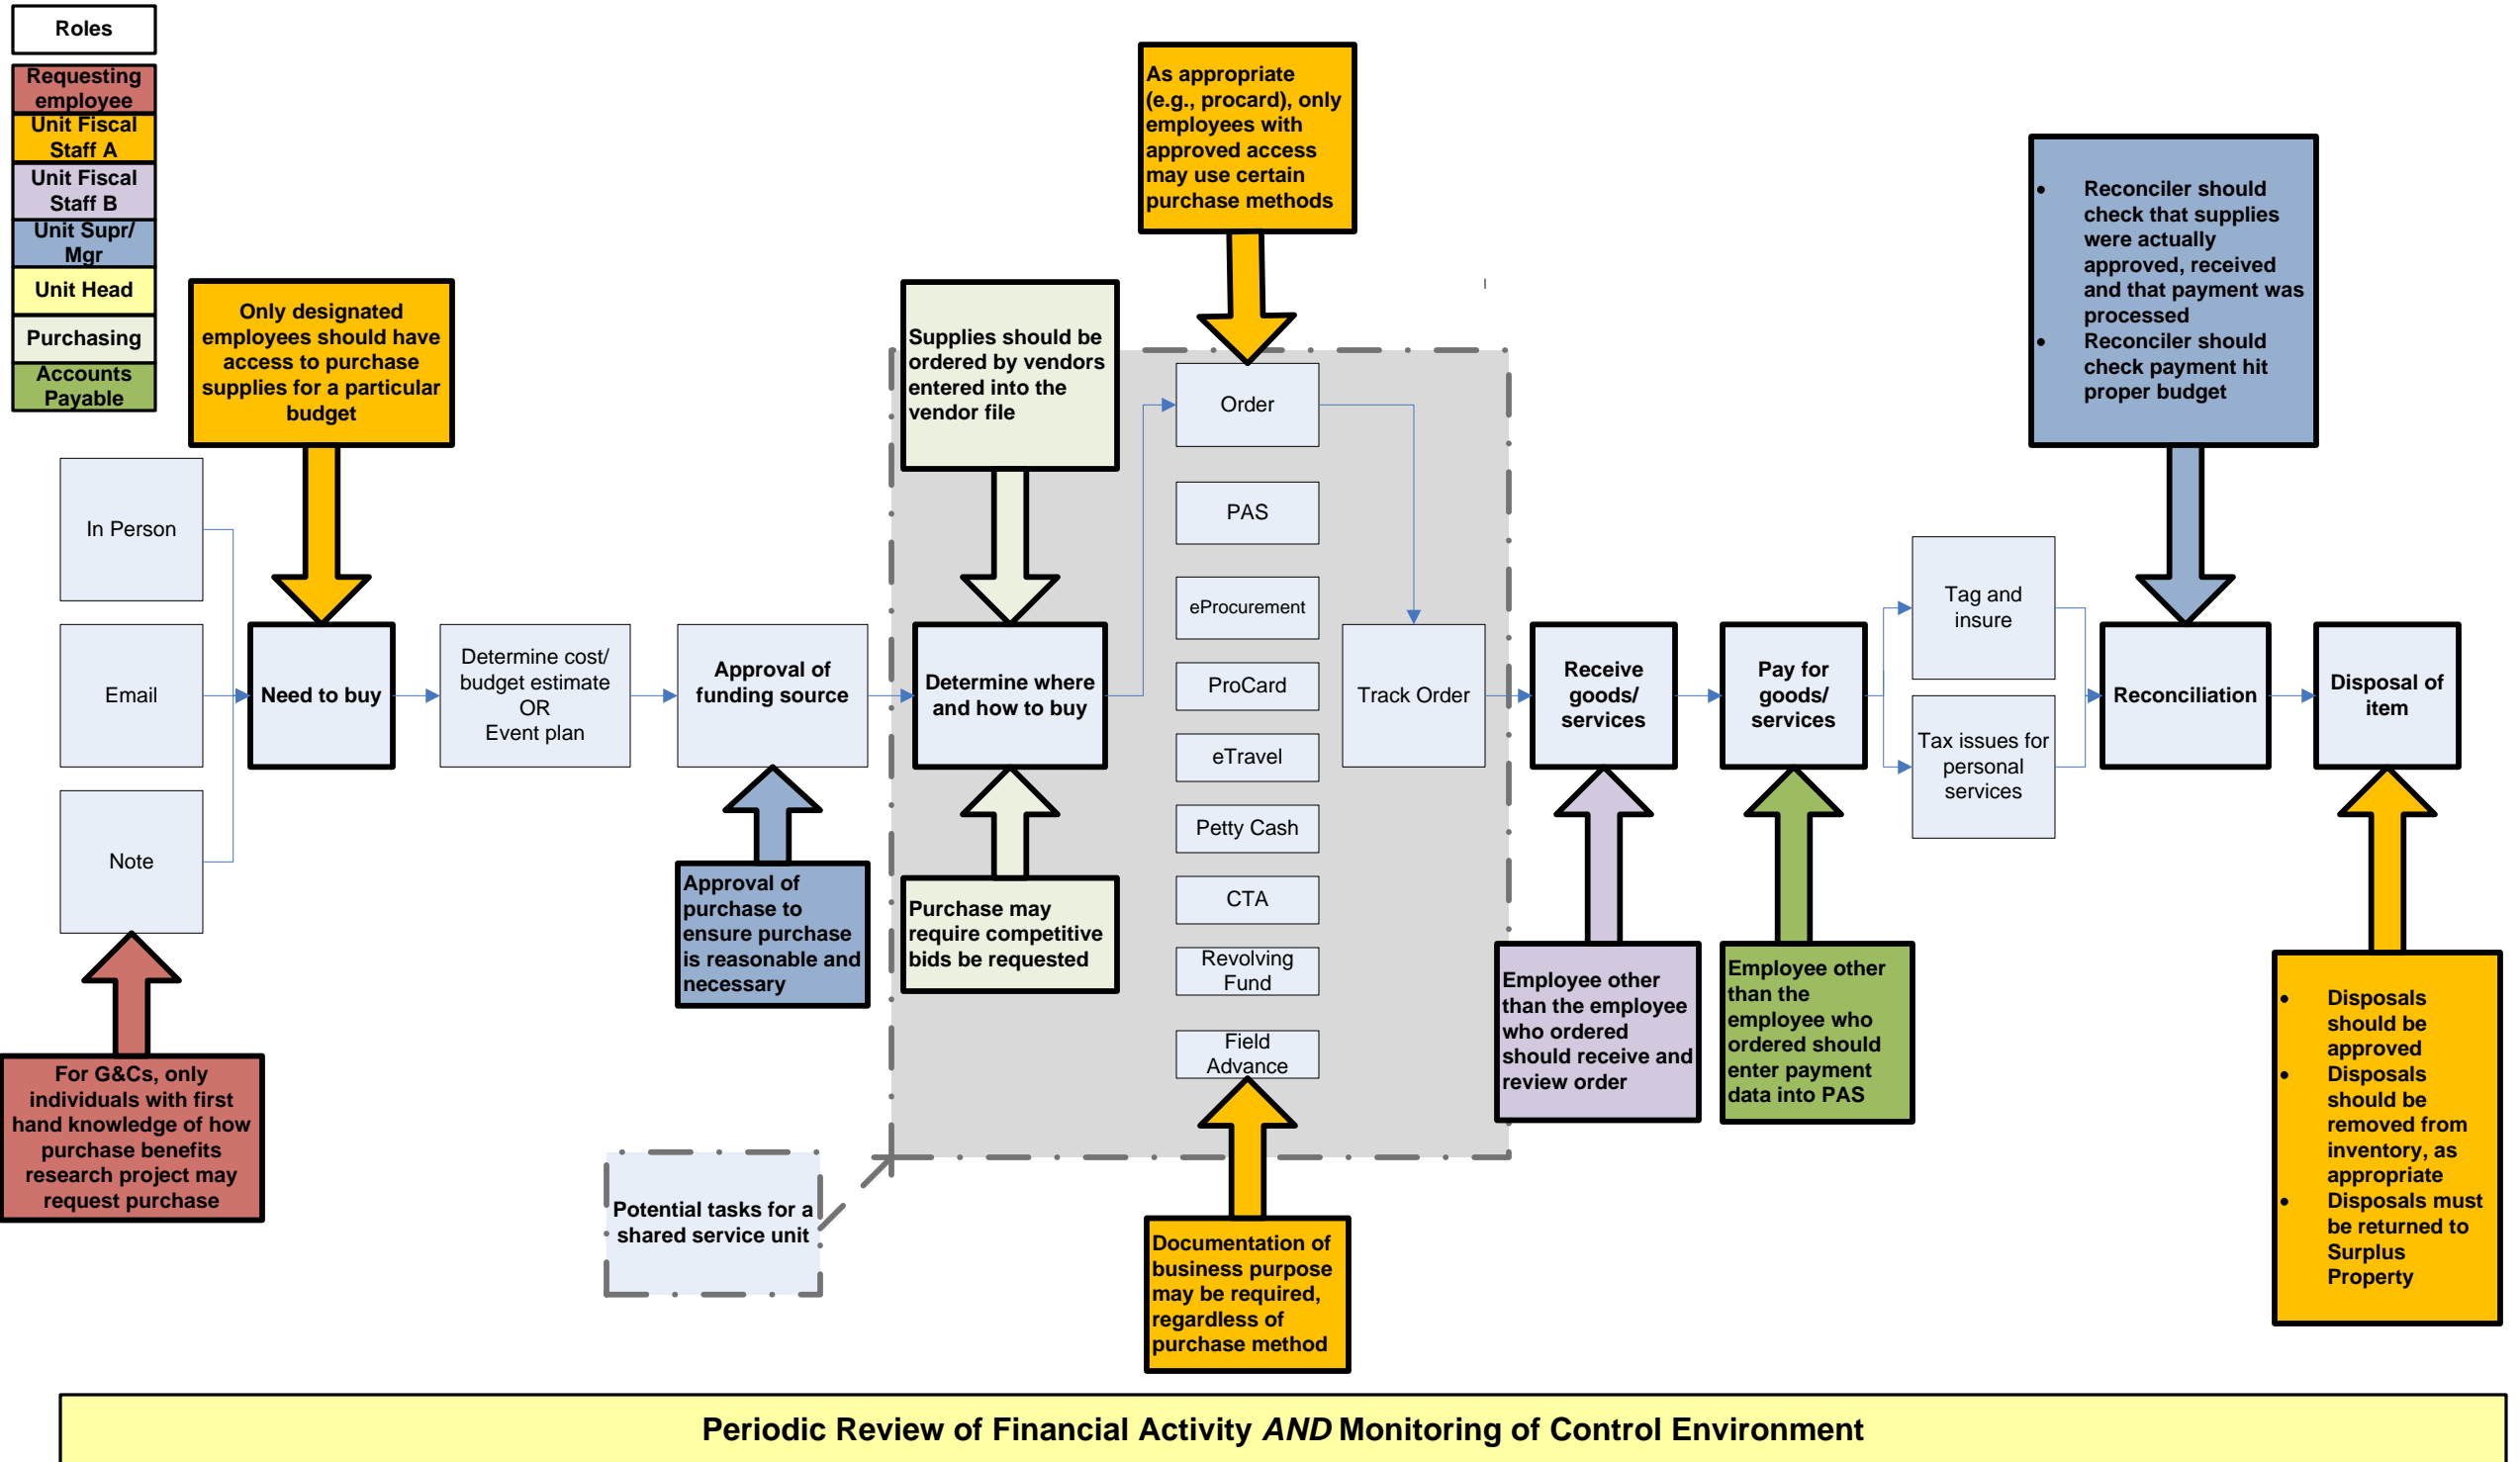 Roles
Requesting
employee
Unit Fiscal
Staff A
Unit Fiscal
Staff B
Unit Supr/
Mgr
Unit Head
Purchasing
Accounts
Payable
Only designated
employees should have
access to purchase
supplies for a particular
budget
In Person
Email
Note
For G&Cs, only
individuals with first
hand knowledge of how
purchase benefits
research project may
request purchase
Need to buy
Determine cost/
budget estimate
OR
Event plan
Approval of
funding source
Approval of
purchase to
ensure purchase
is reasonable and
necessary
Supplies should be
ordered by vendors
entered into the
vendor file
Determine where
and how to buy
Purchase may
require competitive
bids be requested
Potential tasks for a
shared service unit
As appropriate
(e.g., procard), only
employees with
approved access
may use certain
purchase methods
Order
PAS
eProcurement
ProCard
eTravel
Petty Cash
CTA
Revolving
Fund
Field
Advance
Documentation of
business purpose
may be required,
regardless of
purchase method
Track Order
Receive
goods/
services
Employee other
than the employee
who ordered
should receive and
review order
Pay for
goods/
services
Employee other
than the
employee who
ordered should
enter payment
data into PAS
Tag and
insure
Tax issues for
personal
services
• Reconciler should
check that supplies
were actually
approved, received
and that payment was
processed
• Reconciler should
check payment hit
proper budget
Reconciliation
Disposal of
item
• Disposals
should be
approved
• Disposals
should be
removed from
inventory, as
appropriate
• Disposals must
be returned to
Surplus
Property
Periodic Review of Financial Activity AND Monitoring of Control Environment